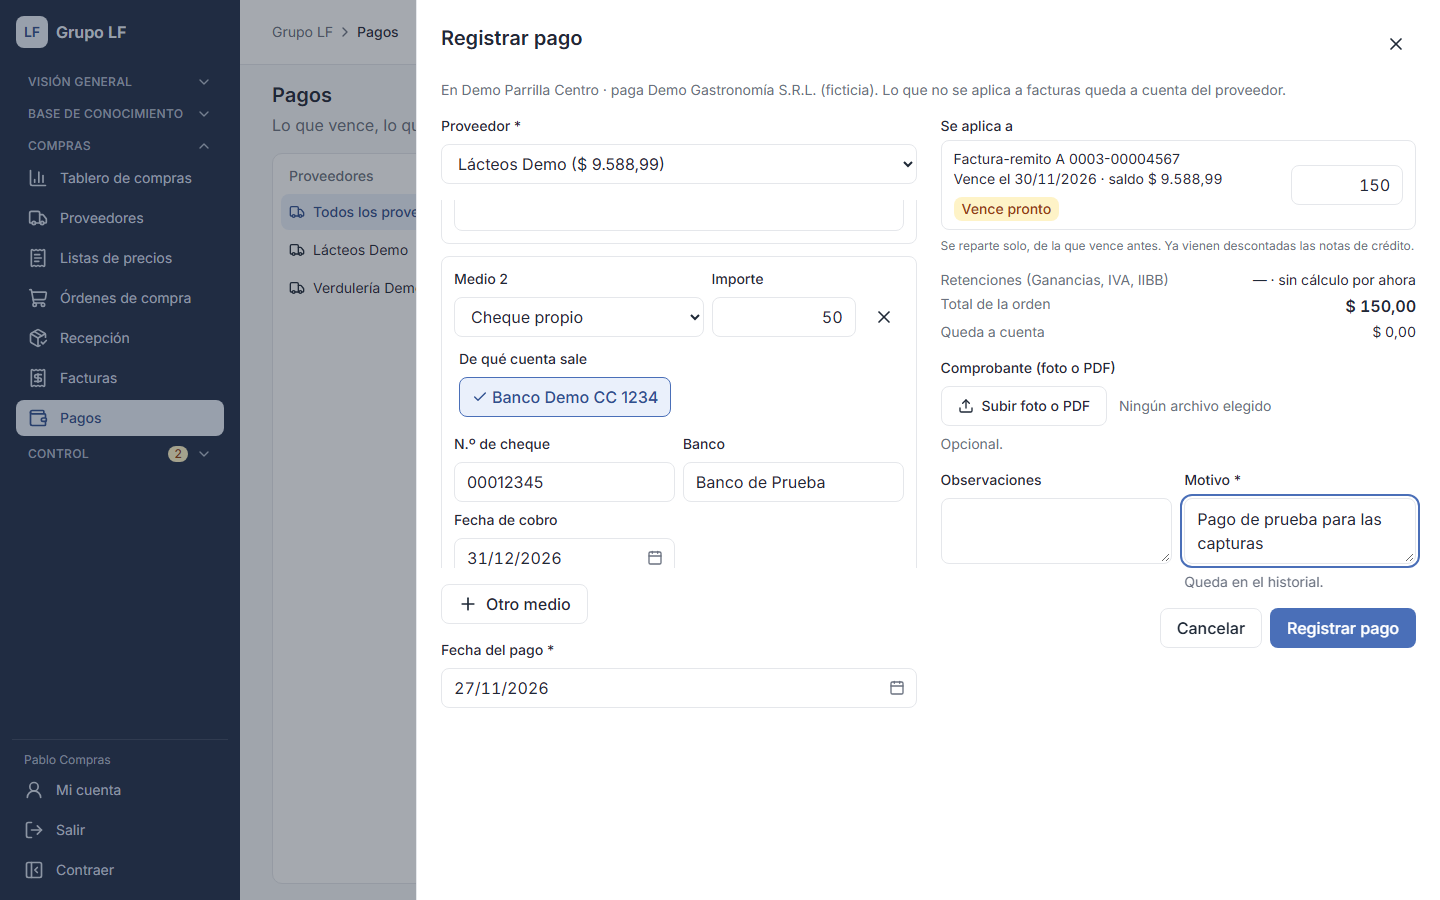 LF Grupo LF
VISIÓN GENERAL
BASE DE CONOCIMIENTO
COMPRAS
Tablero de compras
Proveedores
Listas de precios
Órdenes de compra
Recepción
Facturas
Pagos
CONTROL 2
Pablo Compras
Mi cuenta
Salir
Contraer
Grupo LF > Pagos
Pagos
Lo que vence, lo qu
Proveedores
Todos los prove
Lácteos Demo
Verdulería Dem
Registrar pago
En Demo Parrilla Centro · paga Demo Gastronomía S.R.L. (ficticia). Lo que no se aplica a facturas queda a cuenta del proveedor.
Proveedor *
Lácteos Demo ($ 9.588,99)
Medio 2 Importe
Cheque propio 50
De qué cuenta sale
Banco Demo CC 1234
N.º de cheque Banco
00012345 Banco de Prueba
Fecha de cobro
31/12/2026
Otro medio
Fecha del pago *
27/11/2026
Se aplica a
Factura-remito A 0003-00004567
Vence el 30/11/2026 · saldo $ 9.588,99
150
Vence pronto
Se reparte solo, de la que vence antes. Ya vienen descontadas las notas de crédito.
Retenciones (Ganancias, IVA, IIBB) — · sin cálculo por ahora
Total de la orden $ 150,00
Queda a cuenta $ 0,00
Comprobante (foto o PDF)
Subir foto o PDF Ningún archivo elegido
Opcional.
Observaciones Motivo *
Pago de prueba para las
capturas
Queda en el historial.
Cancelar Registrar pago